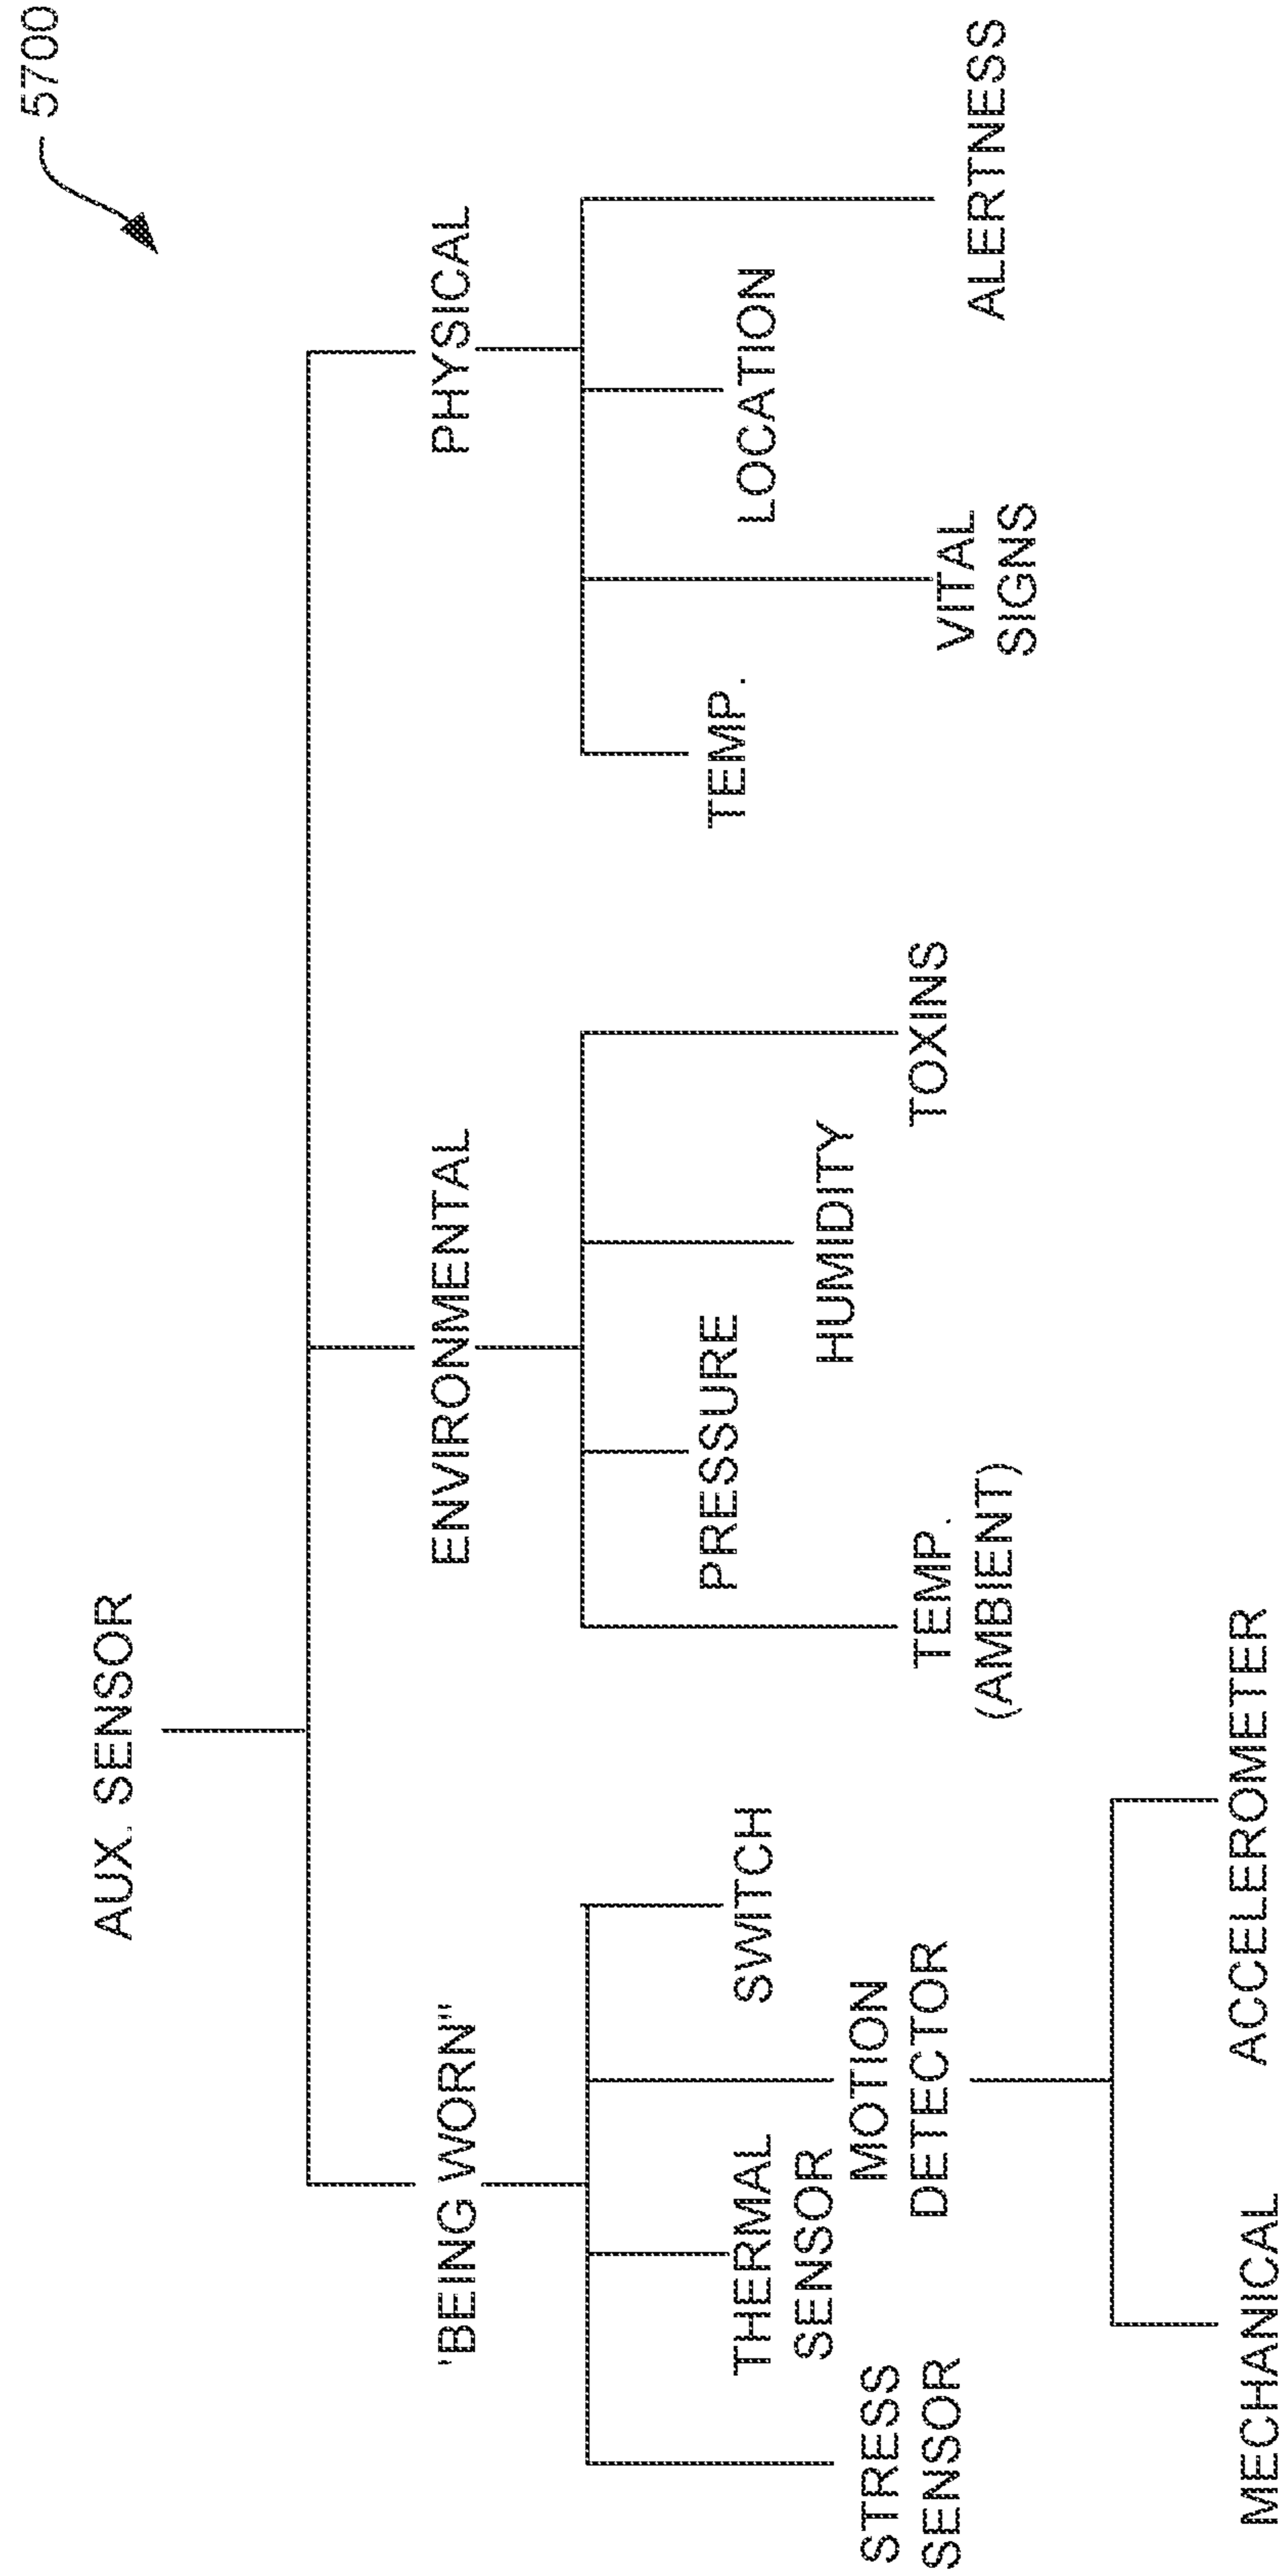 5700
AUX. SENSOR
'BEING WORN"
ENVIRONMENTAL
PHYSICAL
STRESS
SENSOR
THERMAL
SENSOR
MOTION
DETECTOR
SWITCH
TEMP.
(AMBIENT)
PRESSURE
HUMIDITY
TOXINS
TEMP.
VITAL
SIGNS
LOCATION
ALERTNESS
MECHANICAL
ACCELEROMETER